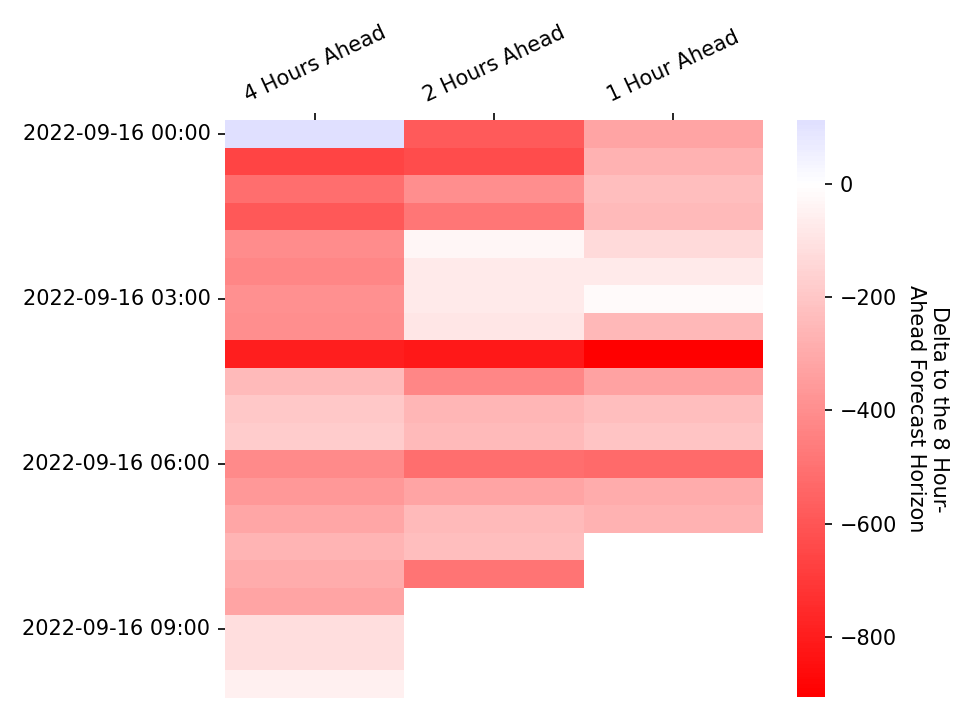 4 Hours Ahead
2 Hours Ahead
1 Hour Ahead
2022-09-16 00:00
2022-09-16 03:00
2022-09-16 06:00
2022-09-16 09:00
0
−200
−400
−600
−800
Delta to the 8 Hour-
Ahead Forecast Horizon